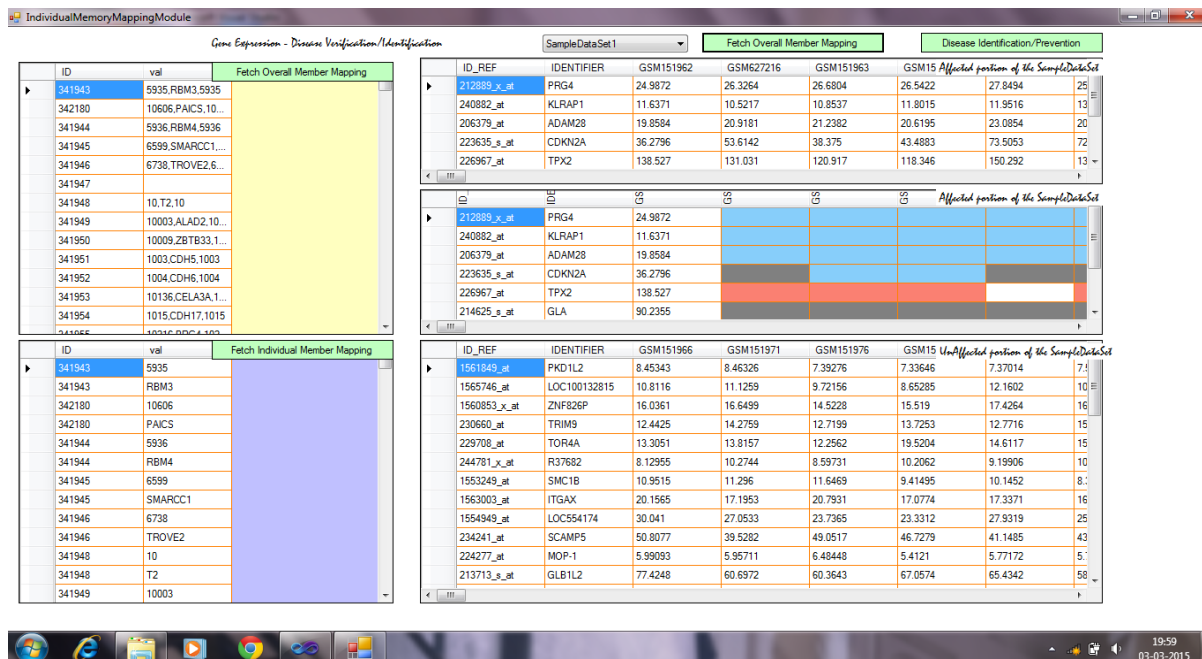 IndividualMemoryMappingModule
Gene Expression - Disease Verification/Identification
SampleDataSet1
Fetch Overall Member Mapping
Disease Identification/Prevention
ID val Fetch Overall Member Mapping
341943 5935,RBM3,5935
342180 10606,PAICS,10...
341944 5936,RBM4,5936
341945 6599,SMARCC1,...
341946 6738,TROVE2,6...
341947
341948 10,T2,10
341949 10003,ALAD2,10...
341950 10009,ZBTB33,1...
341951 1003,CDH5,1003
341952 1004,CDH6,1004
341953 10136,CELA3A,1...
341954 1015,CDH17,1015
ID_REF IDENTIFIER GSM151962 GSM627216 GSM151963 GSM15 Affected portion of the SampleDataSet
212889_x_at PRG4 24.9872 26.3264 26.6804 26.5422 27.8494 25
240882_at KLRAP1 11.6371 10.5217 10.8537 11.8015 11.9516 13
206379_at ADAM28 19.8584 20.9181 21.2382 20.6195 23.0854 20
223635_s_at CDKN2A 36.2796 53.6142 38.375 43.4883 73.5053 72
226967_at TPX2 138.527 131.031 120.917 118.346 150.292 13
Affected portion of the SampleDataSet
212889_x_at PRG4 24.9872
240882_at KLRAP1 11.6371
206379_at ADAM28 19.8584
223635_s_at CDKN2A 36.2796
226967_at TPX2 138.527
214625_s_at GLA 90.2355
ID val Fetch Individual Member Mapping
341943 5935
341943 RBM3
342180 10606
342180 PAICS
341944 5936
341944 RBM4
341945 6599
341945 SMARCC1
341946 6738
341946 TROVE2
341948 10
341948 T2
341949 10003
ID_REF IDENTIFIER GSM151966 GSM151971 GSM151976 GSM15 UnAffected portion of the SampleDataSet
1561849_at PKD1L2 8.45343 8.46326 7.39276 7.33646 7.37014
1565746_at LOC100132815 10.8116 11.1259 9.72156 8.65285 12.1602 10
1560853_x_at ZNF826P 16.0361 16.6499 14.5228 15.519 17.4264 16
230660_at TRIM9 12.4425 14.2759 12.7199 13.7253 12.7716 15
229708_at TOR4A 13.3051 13.8157 12.2562 19.5204 14.6117 15
244781_x_at R37682 8.12955 10.2744 8.59731 10.2062 9.19906 10
1553249_at SMC1B 10.9515 11.296 11.6469 9.41495 10.1452 8.
1563003_at ITGAX 20.1565 17.1953 20.7931 17.0774 17.3371 16
1554949_at LOC554174 30.041 27.0533 23.7365 23.3312 27.9319 25
234241_at SCAMP5 50.8077 39.5282 49.0517 46.7279 41.1485 43
224277_at MOP-1 5.99093 5.95711 6.48448 5.4121 5.77172 5.
213713_s_at GLB1L2 77.4248 60.6972 60.3643 67.0574 65.4342 58
19:59
03-03-2015